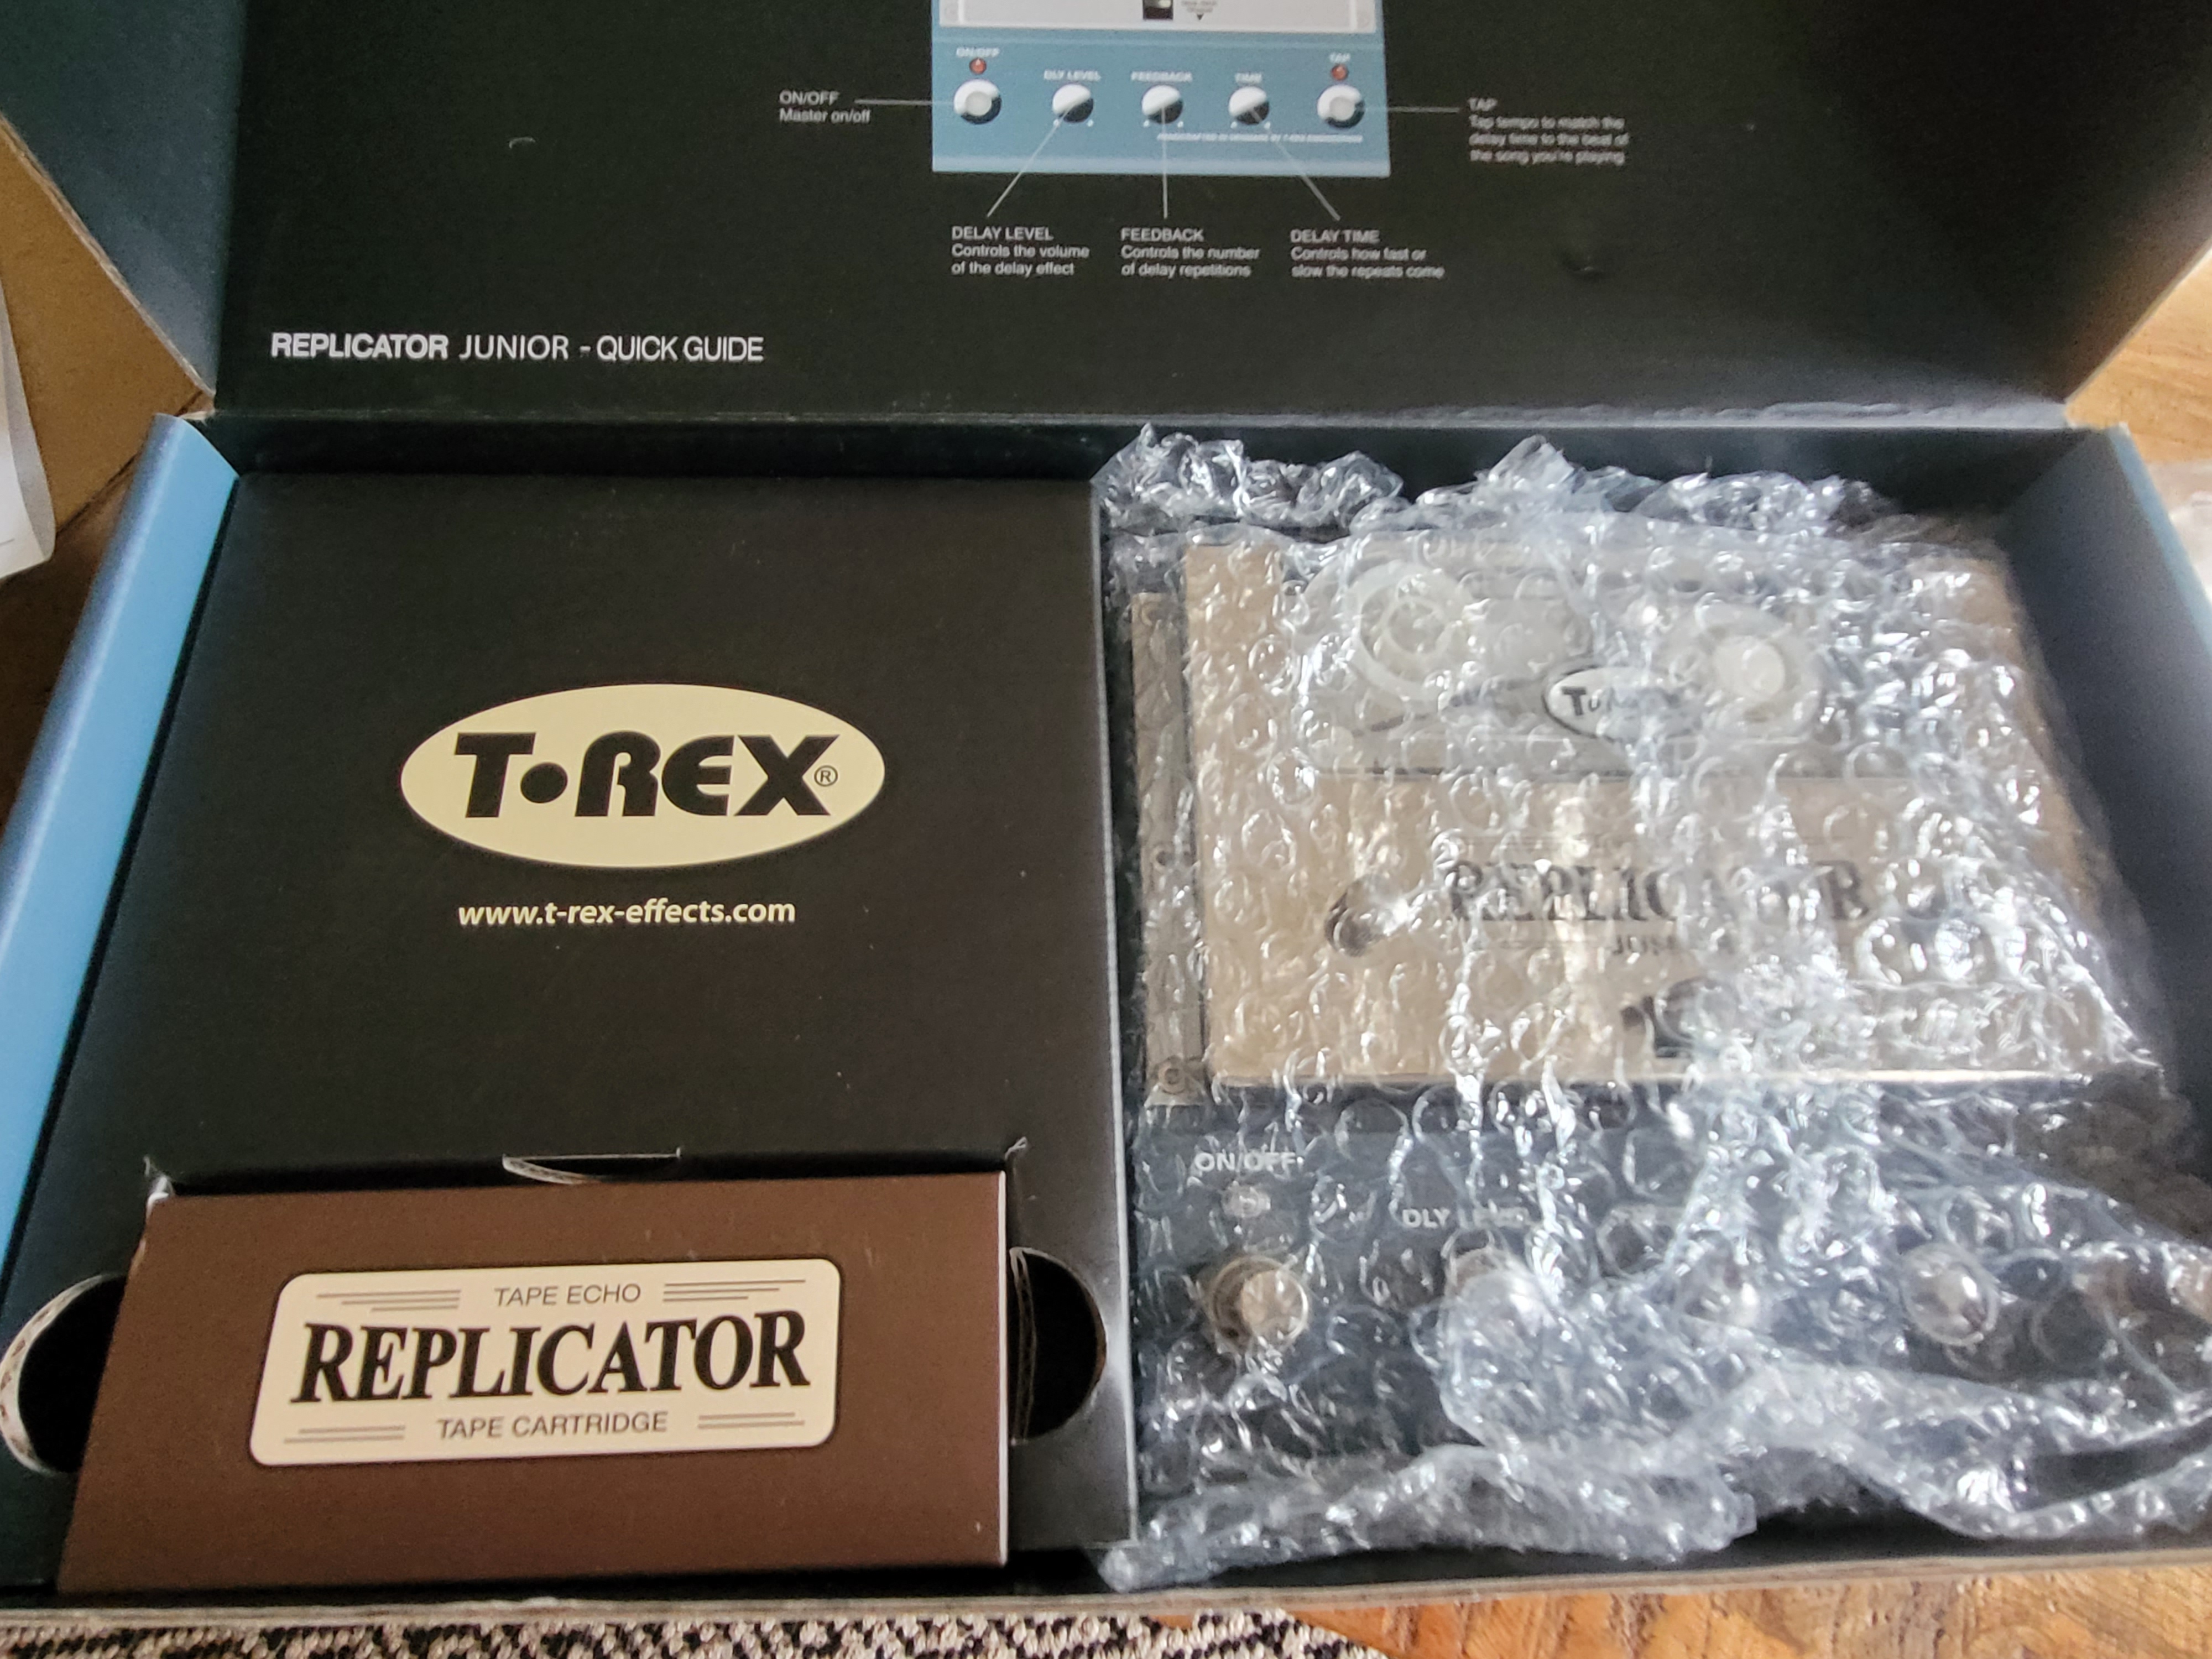 ON/OFF
DLY LEVEL
FEEDBACK
TIME
TAP
ON/OFF
Master on/off
TAP
Tap tempo to match the
delay time to the beat of
the song you're playing
DELAY LEVEL
Controls the volume
of the delay effect
FEEDBACK
Controls the number
of delay repetitions
DELAY TIME
Controls how fast or
slow the repeats come
REPLICATOR JUNIOR - QUICK GUIDE
T•REX®
www.t-rex-effects.com
TAPE ECHO
REPLICATOR
TAPE CARTRIDGE
REPLICATOR
ON/OFF
DLY LEVEL